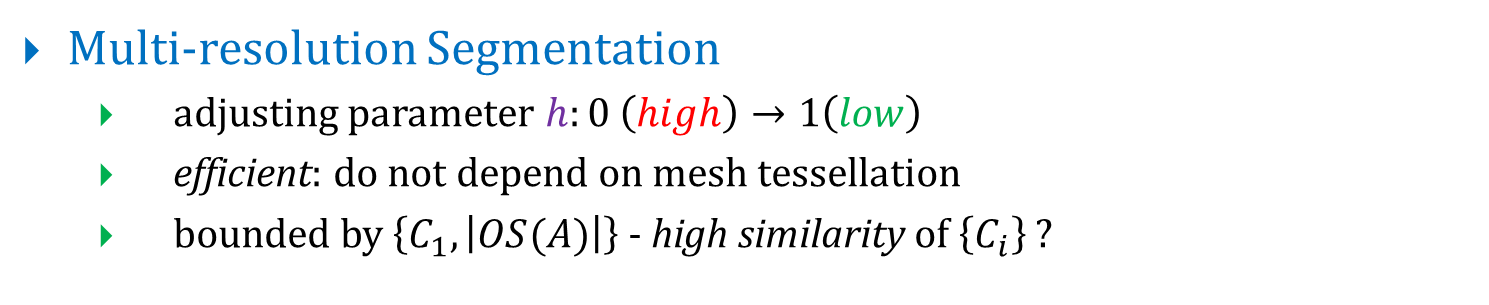 Multi-resolution Segmentation
adjusting parameter h: 0 (high) → 1(low)
efficient: do not depend on mesh tessellation
bounded by {C₁, |OS(A)|} - high similarity of {Cᵢ} ?